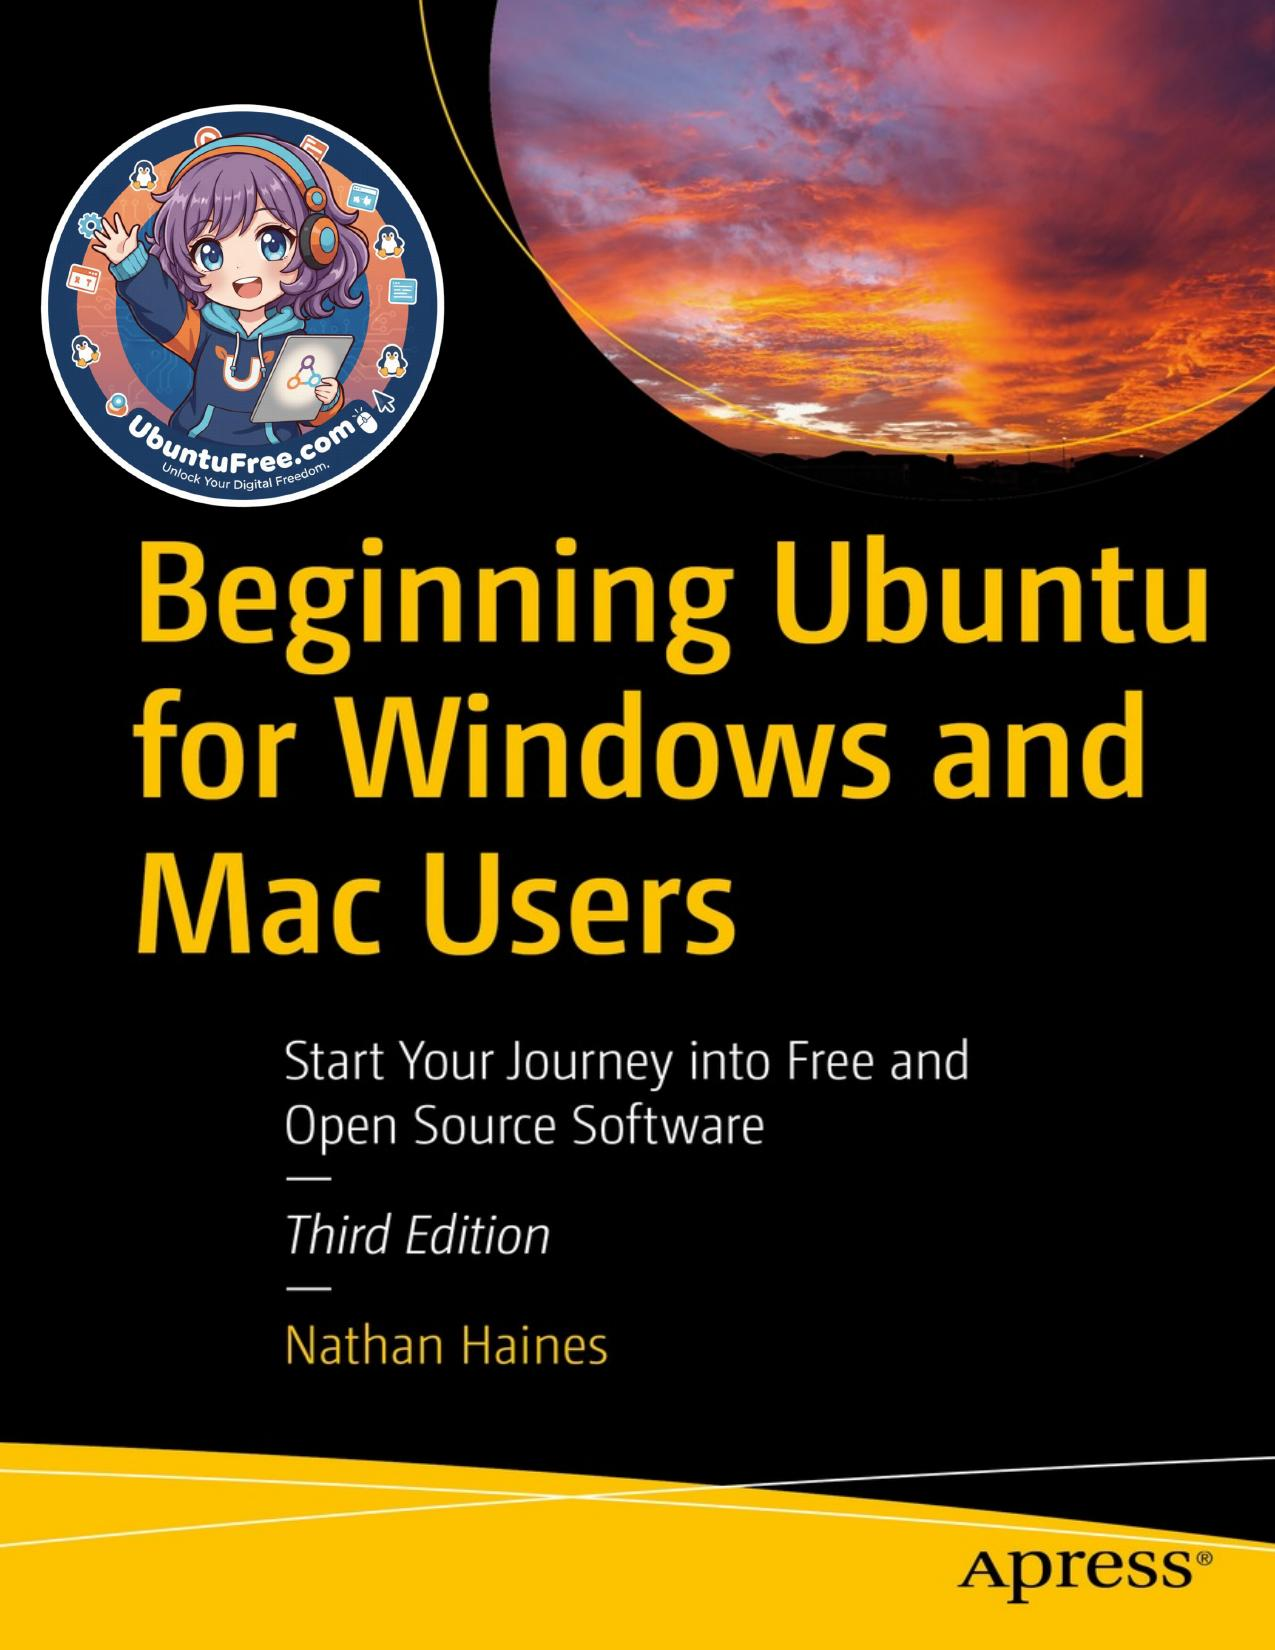 UbuntuFree.com
Unlock Your Digital Freedom.
Beginning Ubuntu
for Windows and
Mac Users
Start Your Journey into Free and
Open Source Software
—
Third Edition
—
Nathan Haines
Apress®